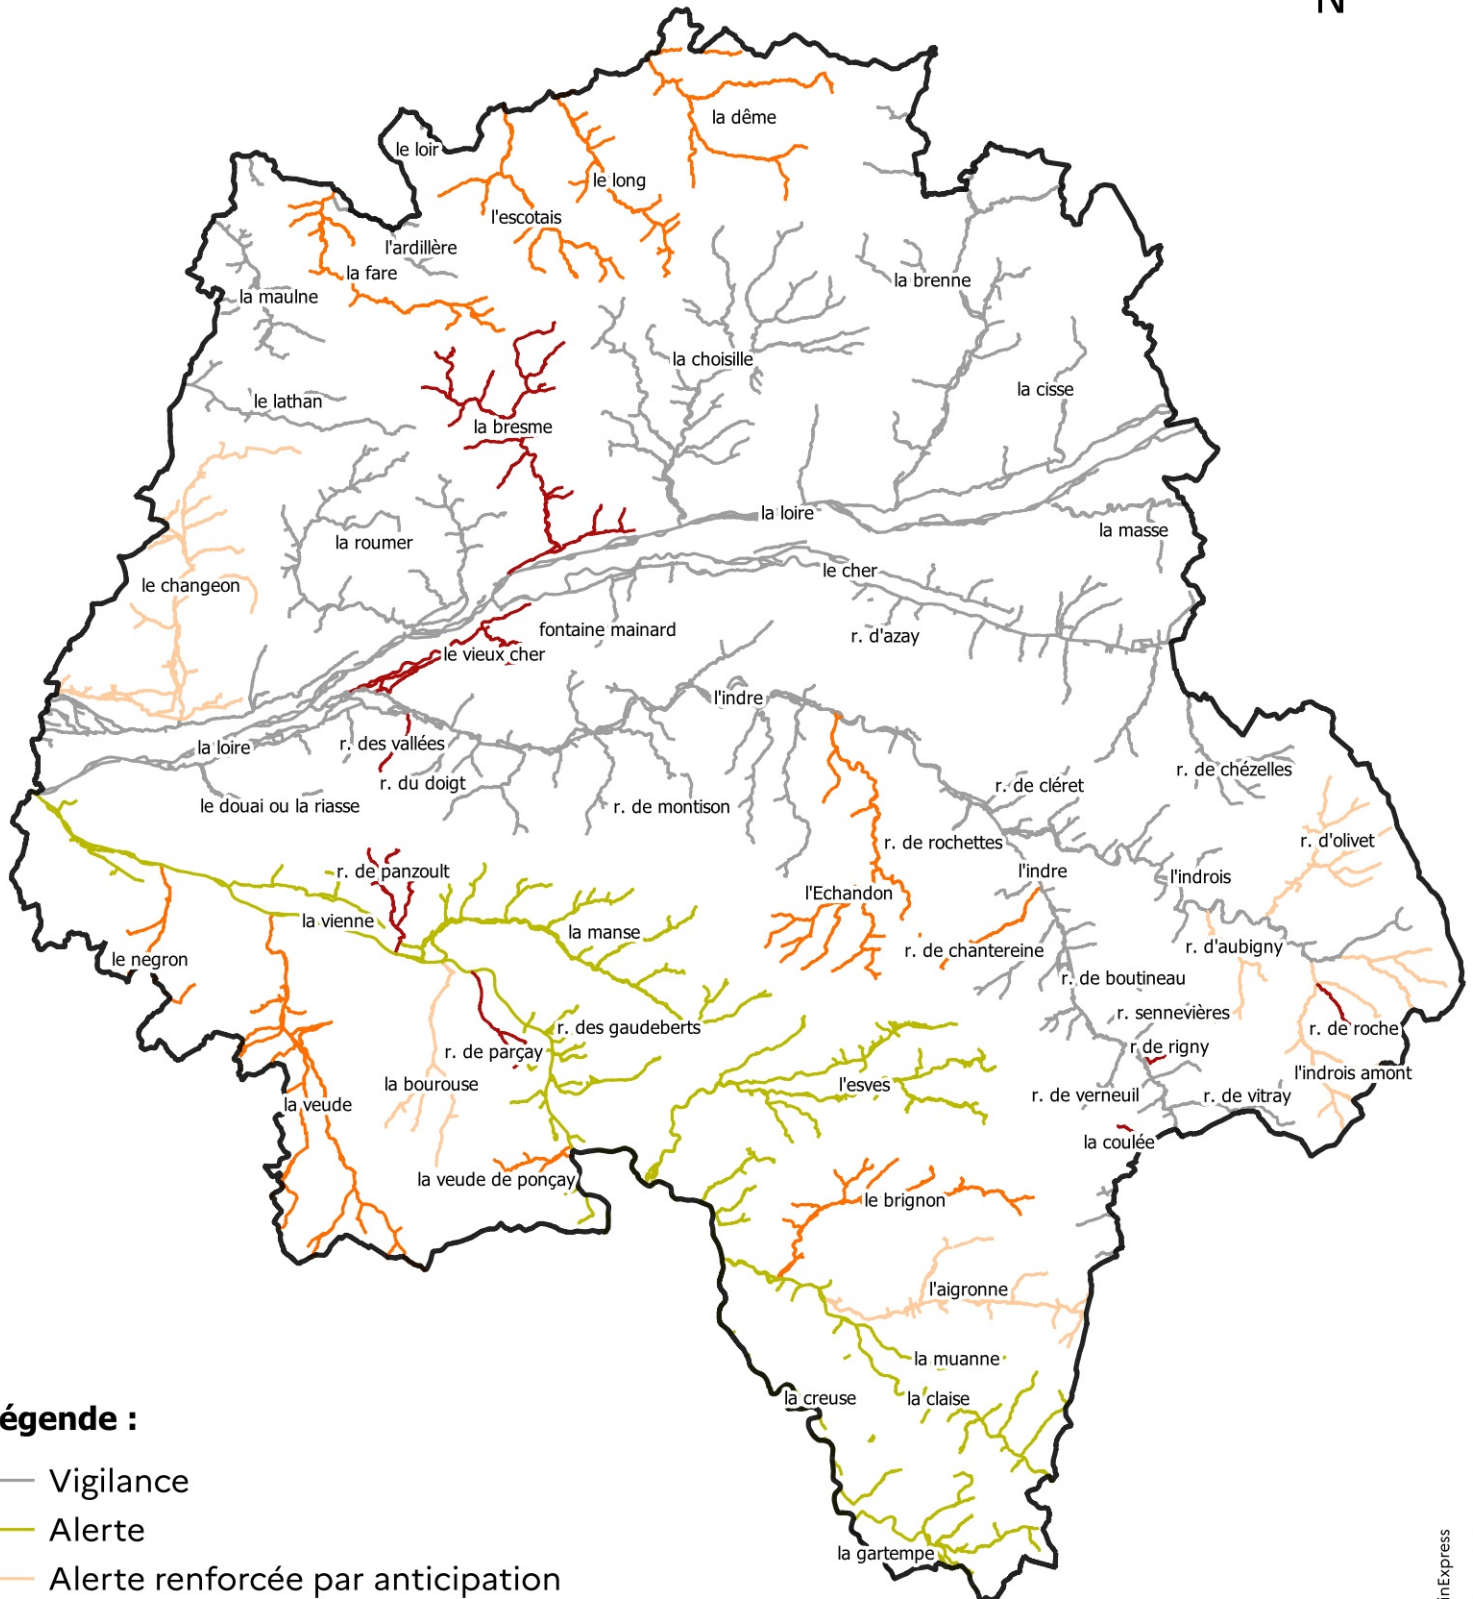 N
la dême
le loir
le long
l'escotais
l'ardillère
la fare
la brenne
la maulne
la choisille
la cisse
le lathan
la bresme
la loire
la masse
la roumer
le cher
le changeon
fontaine mainard
r. d'azay
le vieux cher
l'indre
la loire
r. des vallées
r. de chézelles
r. du doigt
r. de cléret
le douai ou la riasse
r. de montison
r. de rochettes
r. d'olivet
r. de panzoult
l'indre
l'indrois
l'Echandon
la vienne
la manse
r. d'aubigny
r. de chantereine
le negron
r. de boutineau
r. sennevières
r. des gaudeberts
r. de roche
r. de parçay
r de rigny
l'indrois amont
la bourouse
l'esves
r. de verneuil
r. de vitray
la veude
la coulée
la veude de ponçay
le brignon
l'aigronne
la muanne
la creuse
la claise
égende :
Vigilance
Alerte
la gartempe
Alerte renforcée par anticipation
inExpress